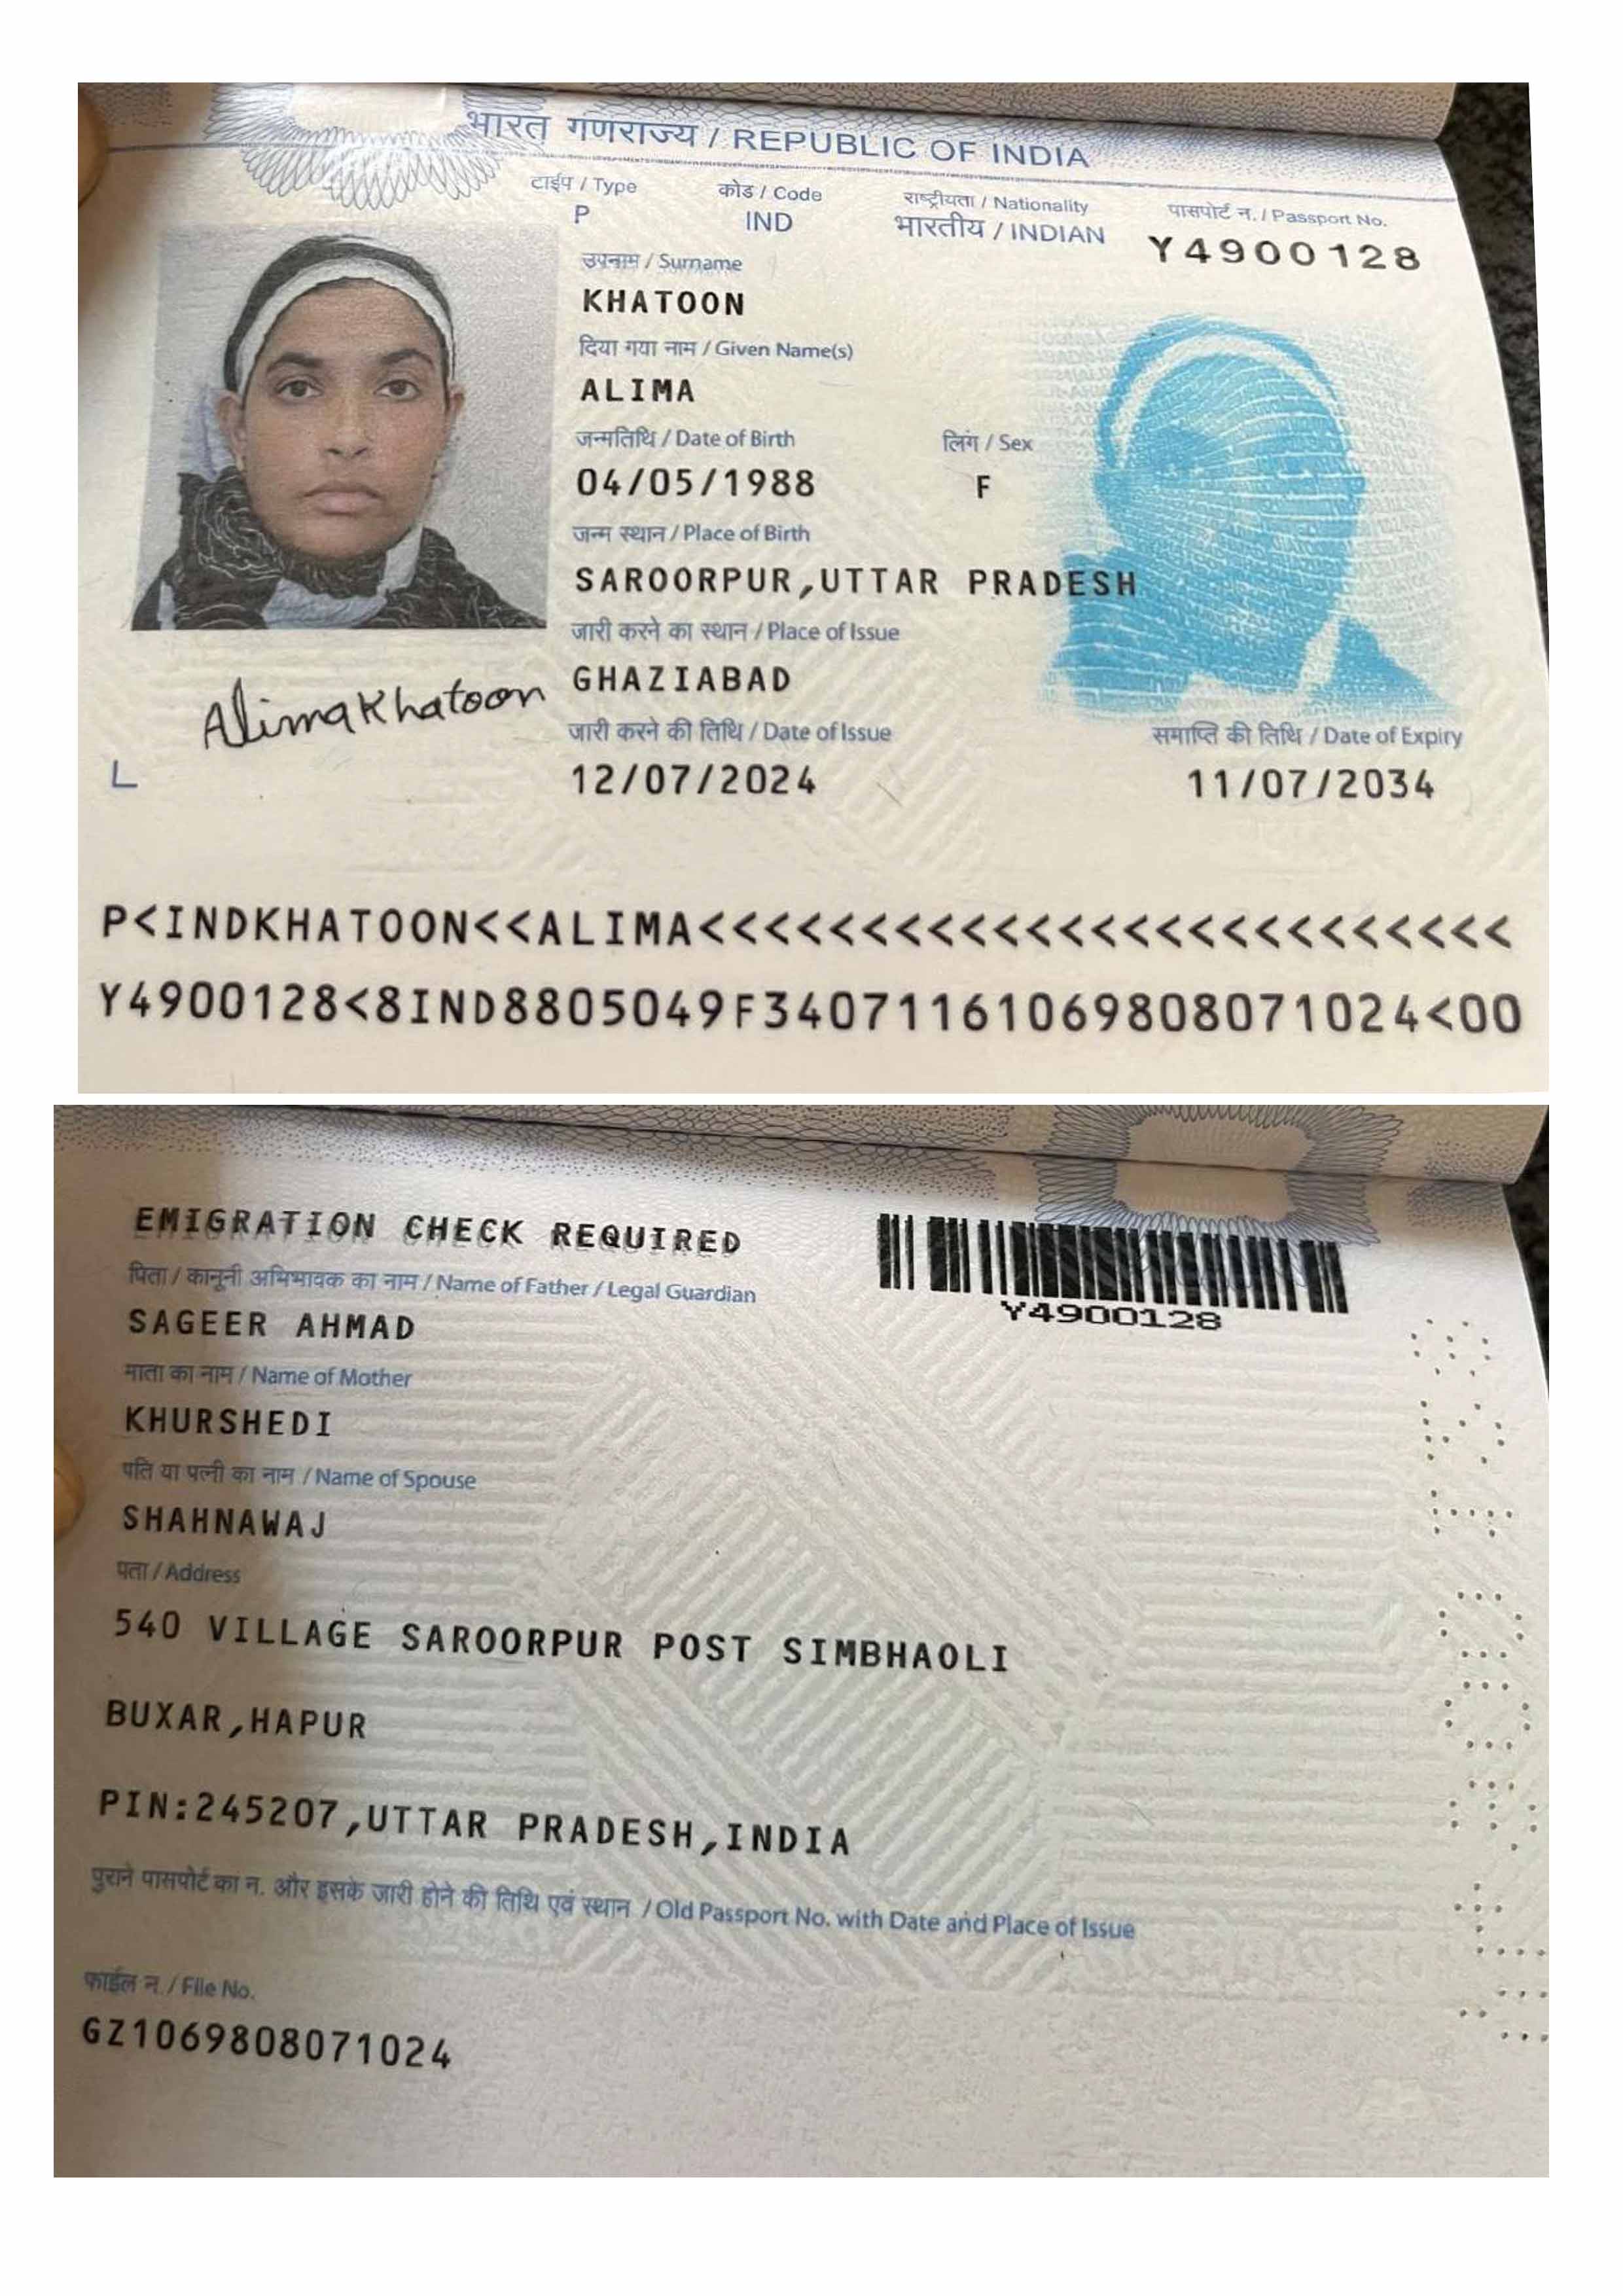 भारत गणराज्य / REPUBLIC OF INDIA
टाईप / Type कोड / Code राष्ट्रीयता / Nationality पासपोर्ट न. / Passport No.
P IND भारतीय / INDIAN Y4900128
उपनाम / Surname
KHATOON
दिया गया नाम / Given Name(s)
ALIMA
जन्मतिथि / Date of Birth लिंग / Sex
04/05/1988 F
जन्म स्थान / Place of Birth
SAROORPUR,UTTAR PRADESH
जारी करने का स्थान / Place of Issue
GHAZIABAD
Alima Khatoon
जारी करने की तिथि / Date of Issue समाप्ति की तिथि / Date of Expiry
L
12/07/2024 11/07/2034
P<INDKHATOON<<ALIMA<<<<<<<<<<<<<<<<<<<<<<<<<
Y4900128<8IND8805049F34071161069808071024<00
EMIGRATION CHECK REQUIRED
पिता / कानूनी अभिभावक का नाम / Name of Father / Legal Guardian
Y4900128
SAGEER AHMAD
माता का नाम / Name of Mother
KHURSHEDI
पति या पत्नी का नाम / Name of Spouse
SHAHNAWAJ
पता / Address
540 VILLAGE SAROORPUR POST SIMBHAOLI
BUXAR,HAPUR
PIN:245207,UTTAR PRADESH,INDIA
पुराने पासपोर्ट का न. और इसके जारी होने की तिथि एवं स्थान / Old Passport No. with Date and Place of Issue
फाईल न. / File No.
GZ1069808071024